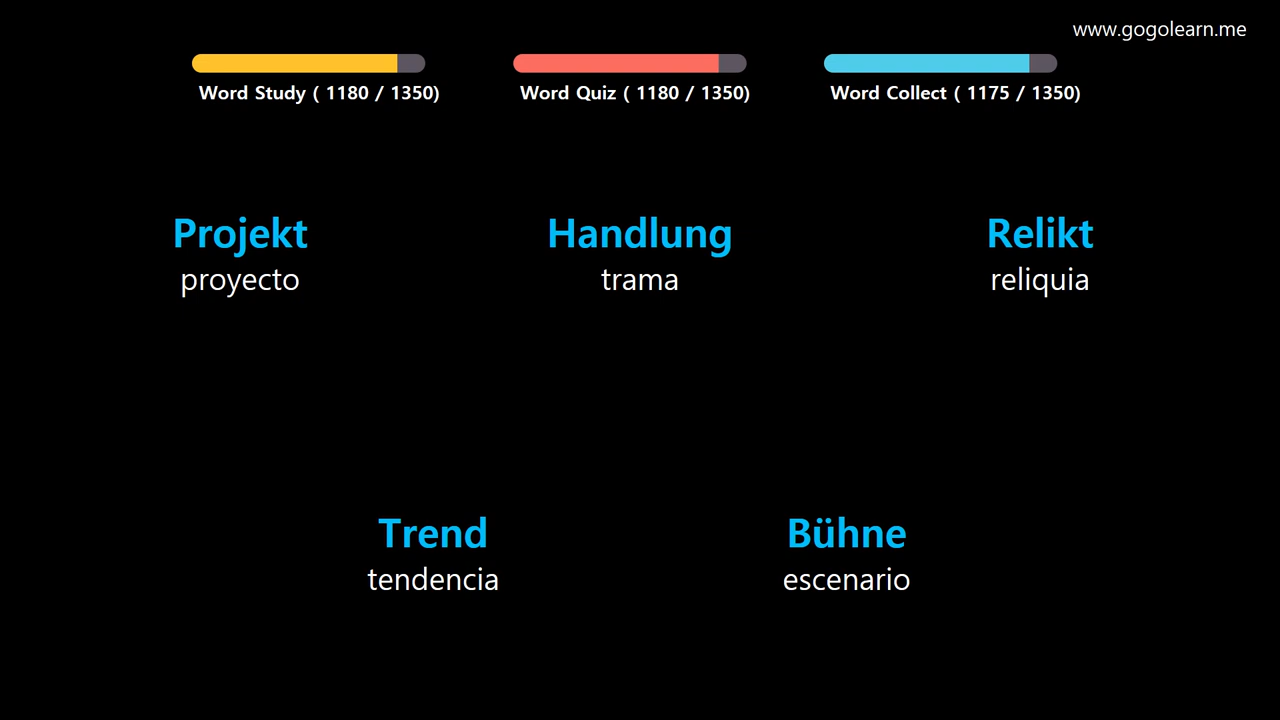 www.gogolearn.me
Word Study ( 1180 / 1350)
Word Quiz ( 1180 / 1350)
Word Collect ( 1175 / 1350)
Projekt
proyecto
Handlung
trama
Relikt
reliquia
Trend
tendencia
Bühne
escenario